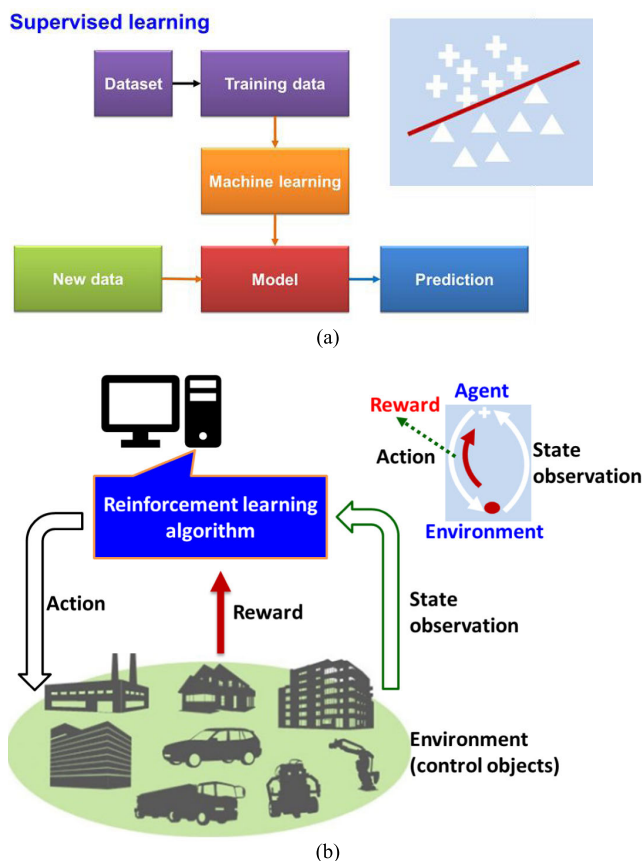 Supervised learning
Dataset
Training data
Machine learning
New data
Model
Prediction
(a)
Agent
Reward
Action
State
observation
Environment
Reinforcement learning
algorithm
Action
Reward
State
observation
Environment
(control objects)
(b)